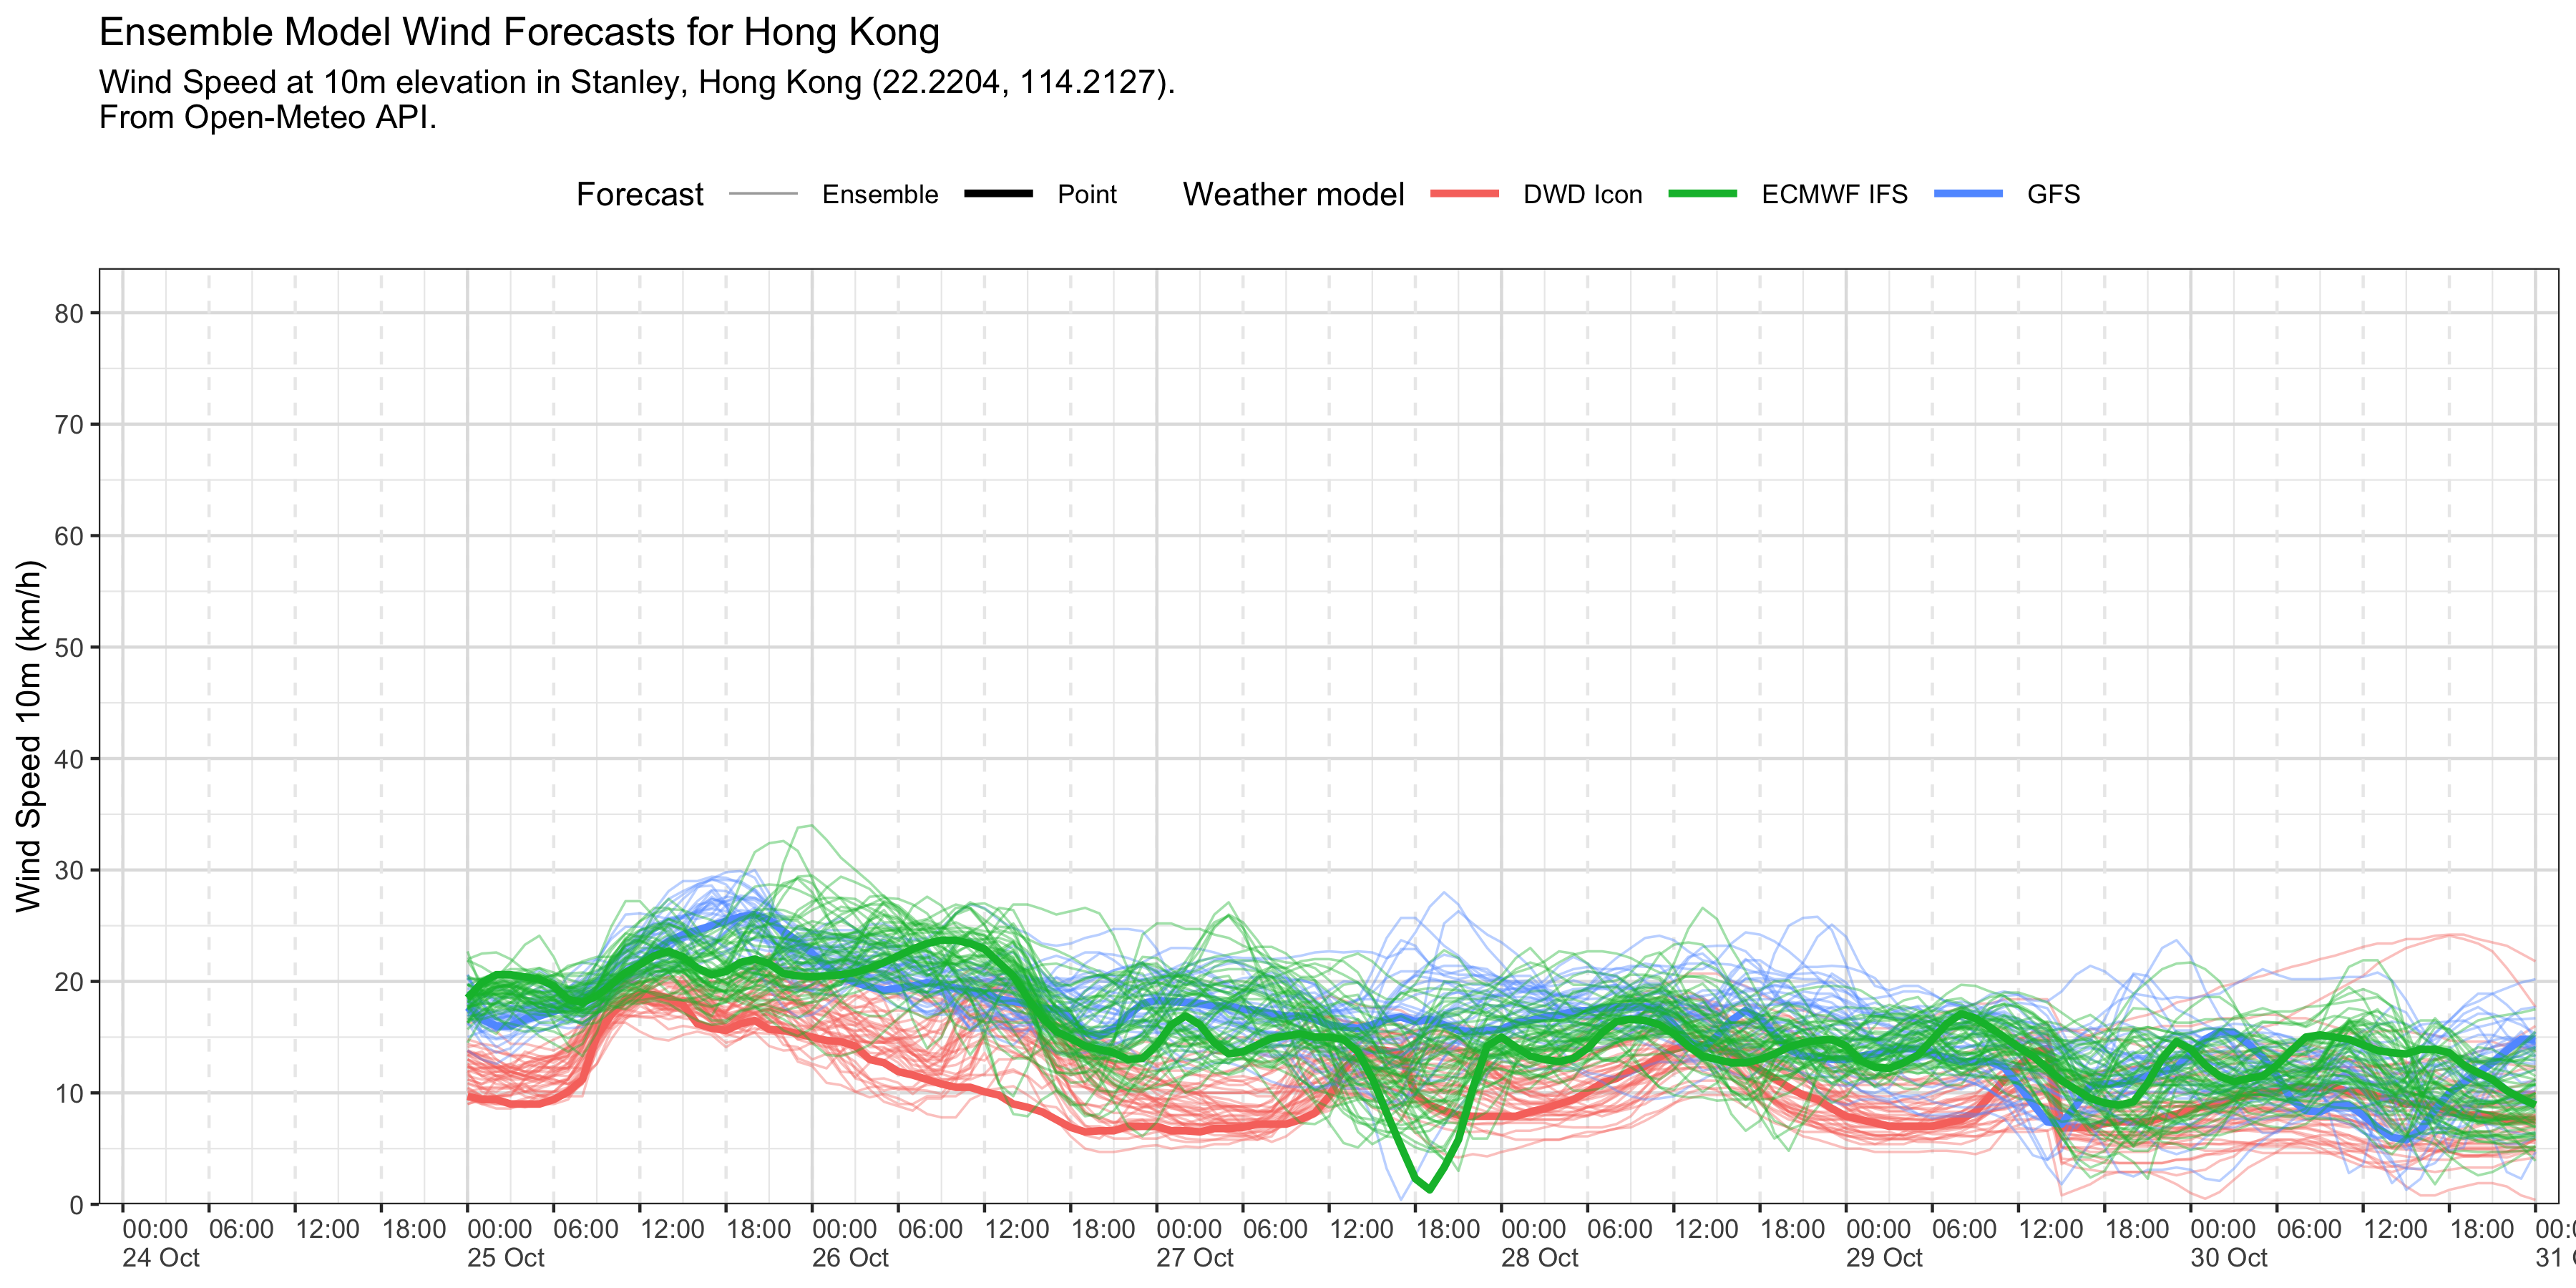 Ensemble Model Wind Forecasts for Hong Kong
Wind Speed at 10m elevation in Stanley, Hong Kong (22.2204, 114.2127).
From Open-Meteo API.
Forecast Ensemble Point Weather model DWD Icon ECMWF IFS GFS
Wind Speed 10m (km/h)
80
70
60
50
40
30
20
10
0
00:00 06:00 12:00 18:00 00:00 06:00 12:00 18:00 00:00 06:00 12:00 18:00 00:00 06:00 12:00 18:00 00:00 06:00 12:00 18:00 00:00 06:00 12:00 18:00 00:00 06:00 12:00 18:00
24 Oct 25 Oct 26 Oct 27 Oct 28 Oct 29 Oct 30 Oct 31